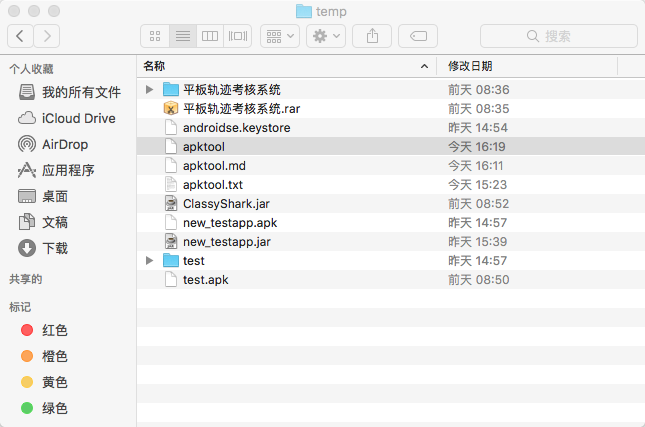 temp
搜索
个人收藏
我的所有文件
iCloud Drive
AirDrop
应用程序
桌面
文稿
下载
共享的
标记
红色
橙色
黄色
绿色
名称 修改日期
平板轨迹考核系统 前天 08:36
平板轨迹考核系统.rar 前天 08:35
androidse.keystore 昨天 14:54
apktool 今天 16:19
apktool.md 今天 16:11
apktool.txt 今天 15:23
ClassyShark.jar 前天 08:52
new_testapp.apk 昨天 14:57
new_testapp.jar 昨天 15:39
test 昨天 14:57
test.apk 前天 08:50